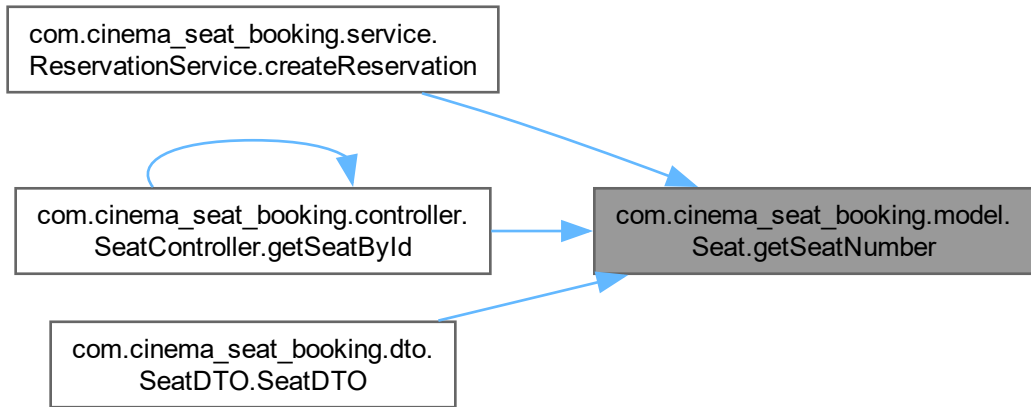 com.cinema_seat_booking.service.
ReservationService.createReservation
com.cinema_seat_booking.controller.
SeatController.getSeatById
com.cinema_seat_booking.model.
Seat.getSeatNumber
com.cinema_seat_booking.dto.
SeatDTO.SeatDTO